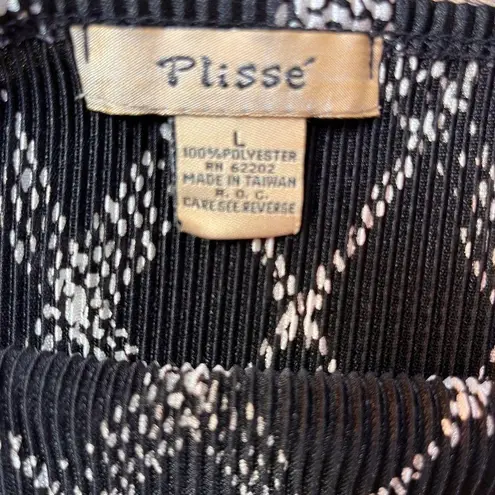 Plissé
L
100%POLYESTER
RN 62202
MADE IN TAIWAN
R. O. C.
CARE SEE REVERSE